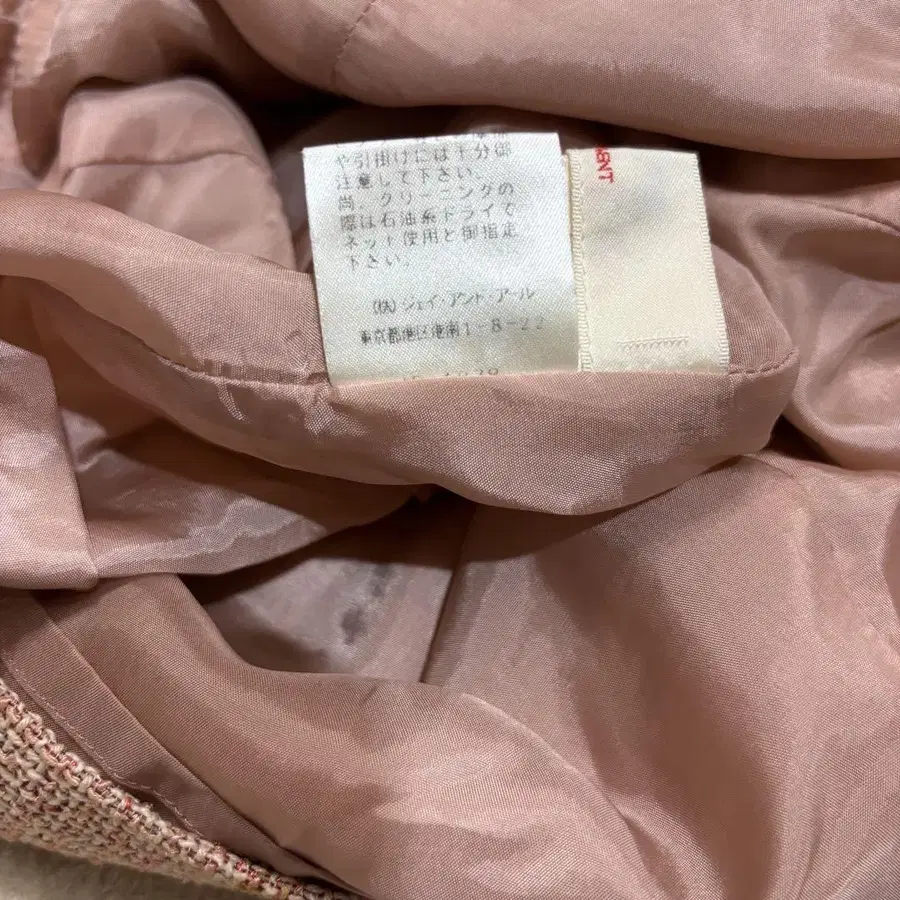 や引掛けには十分御
注意して下さい。
尚、クリーニングの
際は石油系ドライで
ネット使用と御指定
下さい。
(株)ジェイ・アンド・アール
東京都港区港南1-8-22
MENT